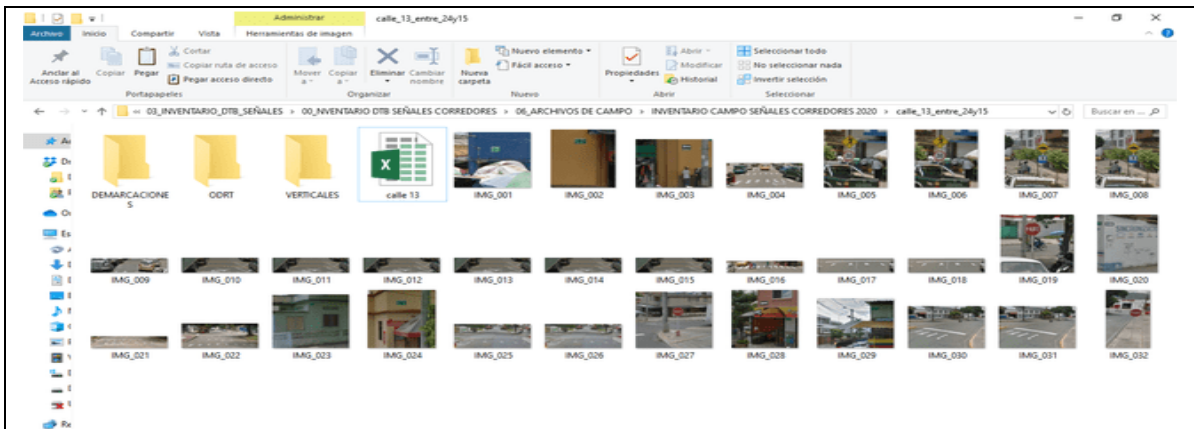 Administrar
calle_13_entre_24y15
Archivo Inicio Compartir Vista Herramientas de imagen
Anclar al Acceso rápido
Copiar
Pegar
Cortar
Copiar ruta de acceso
Pegar acceso directo
Mover a
Copiar a
Eliminar
Cambiar nombre
Nueva carpeta
Nuevo elemento
Fácil acceso
Propiedades
Abrir
Modificar
Historial
Seleccionar todo
No seleccionar nada
Invertir selección
Portapapeles Organizar Nuevo Abrir Seleccionar
« 03_INVENTARIO_DTB_SEÑALES > 00_NVENTARIO DTB SEÑALES CORREDORES > 06_ARCHIVOS DE CAMPO > INVENTARIO CAMPO SEÑALES CORREDORES 2020 > calle_13_entre_24y15
Buscar en ...
DEMARCACIONES ODRT VERTICALES calle 13 IMG_001 IMG_002 IMG_003 IMG_004 IMG_005 IMG_006 IMG_007 IMG_008
IMG_009 IMG_010 IMG_011 IMG_012 IMG_013 IMG_014 IMG_015 IMG_016 IMG_017 IMG_018 IMG_019 IMG_020
IMG_021 IMG_022 IMG_023 IMG_024 IMG_025 IMG_026 IMG_027 IMG_028 IMG_029 IMG_030 IMG_031 IMG_032